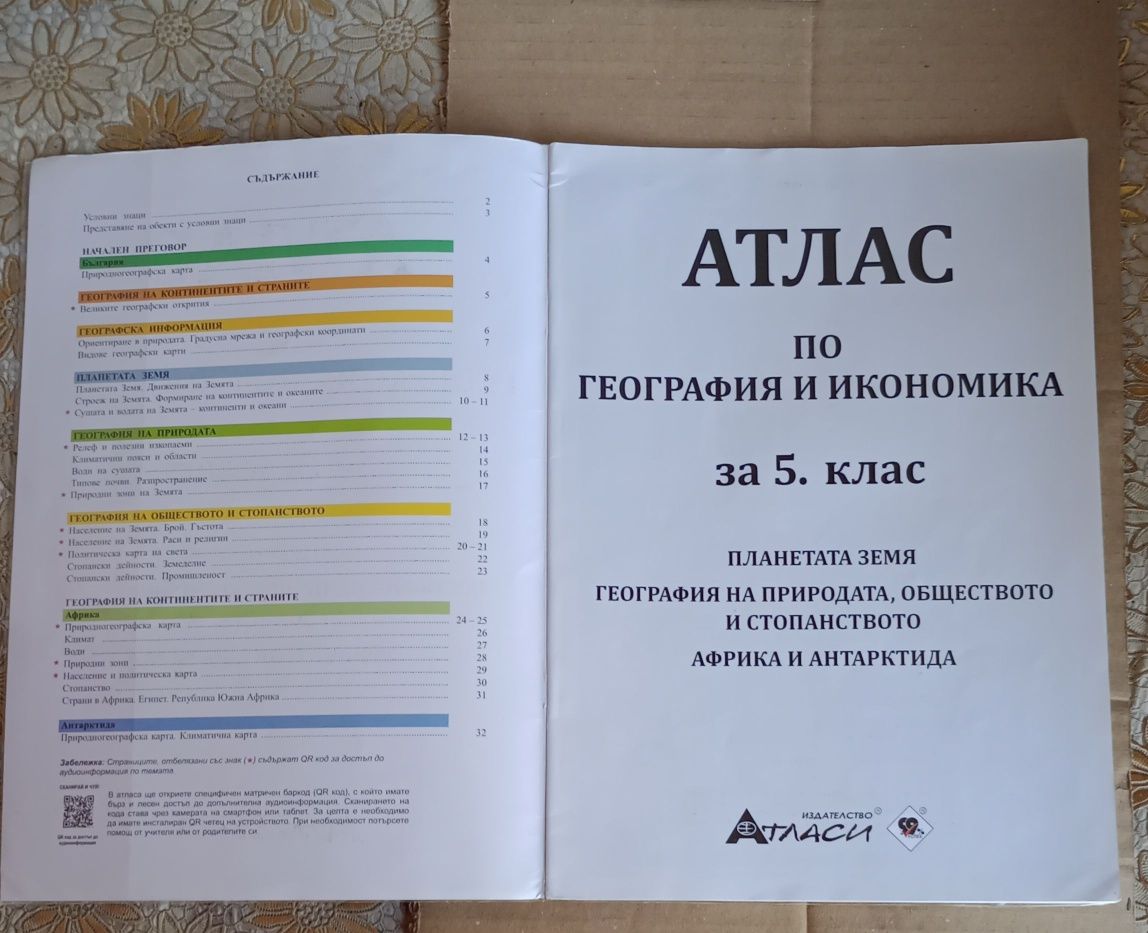 СЪДЪРЖАНИЕ
Условни знаци 2
Представяне на обекти с условни знаци 3
НАЧАЛЕН ПРЕГОВОР
България
Природногеографска карта 4
ГЕОГРАФИЯ НА КОНТИНЕНТИТЕ И СТРАНИТЕ
* Великите географски открития 5
ГЕОГРАФСКА ИНФОРМАЦИЯ
Ориентиране в природата. Градусна мрежа и географски координати 6
Видове географски карти 7
ПЛАНЕТАТА ЗЕМЯ
Планетата Земя. Движения на Земята 8
Строеж на Земята. Формиране на континентите и океаните 9
* Сушата и водата на Земята – континенти и океани 10 – 11
ГЕОГРАФИЯ НА ПРИРОДАТА
* Релеф и полезни изкопаеми 12 – 13
Климатични пояси и области 14
Води на сушата 15
Типове почви. Разпространение 16
* Природни зони на Земята 17
ГЕОГРАФИЯ НА ОБЩЕСТВОТО И СТОПАНСТВОТО
* Население на Земята. Брой. Гъстота 18
* Население на Земята. Раси и религии 19
* Политическа карта на света 20 – 21
Стопански дейности. Земеделие 22
Стопански дейности. Промишленост 23
ГЕОГРАФИЯ НА КОНТИНЕНТИТЕ И СТРАНИТЕ
Африка
* Природногеографска карта 24 – 25
Климат 26
Води 27
* Природни зони 28
* Население и политическа карта 29
Стопанство 30
Страни в Африка. Египет. Република Южна Африка 31
Антарктида
Природногеографска карта. Климатична карта 32
Забележка: Страниците, отбелязани със знак (*) съдържат QR код за достъп до
аудиоинформация по темата
СКАНИРАЙ И ЧУЙ!
В атласа ще откриете специфичен матричен баркод (QR код), с който имате
бърз и лесен достъп до допълнителна аудиоинформация. Сканирането на
кода става чрез камерата на смартфон или таблет. За целта е необходимо
да имате инсталиран QR четец на устройството. При необходимост потърсете
помощ от учителя или от родителите си.
QR код за достъп до
аудиоинформация
АТЛАС
ПО
ГЕОГРАФИЯ И ИКОНОМИКА
за 5. клас
ПЛАНЕТАТА ЗЕМЯ
ГЕОГРАФИЯ НА ПРИРОДАТА, ОБЩЕСТВОТО
И СТОПАНСТВОТО
АФРИКА И АНТАРКТИДА
ИЗДАТЕЛСТВО
АТЛАСИ